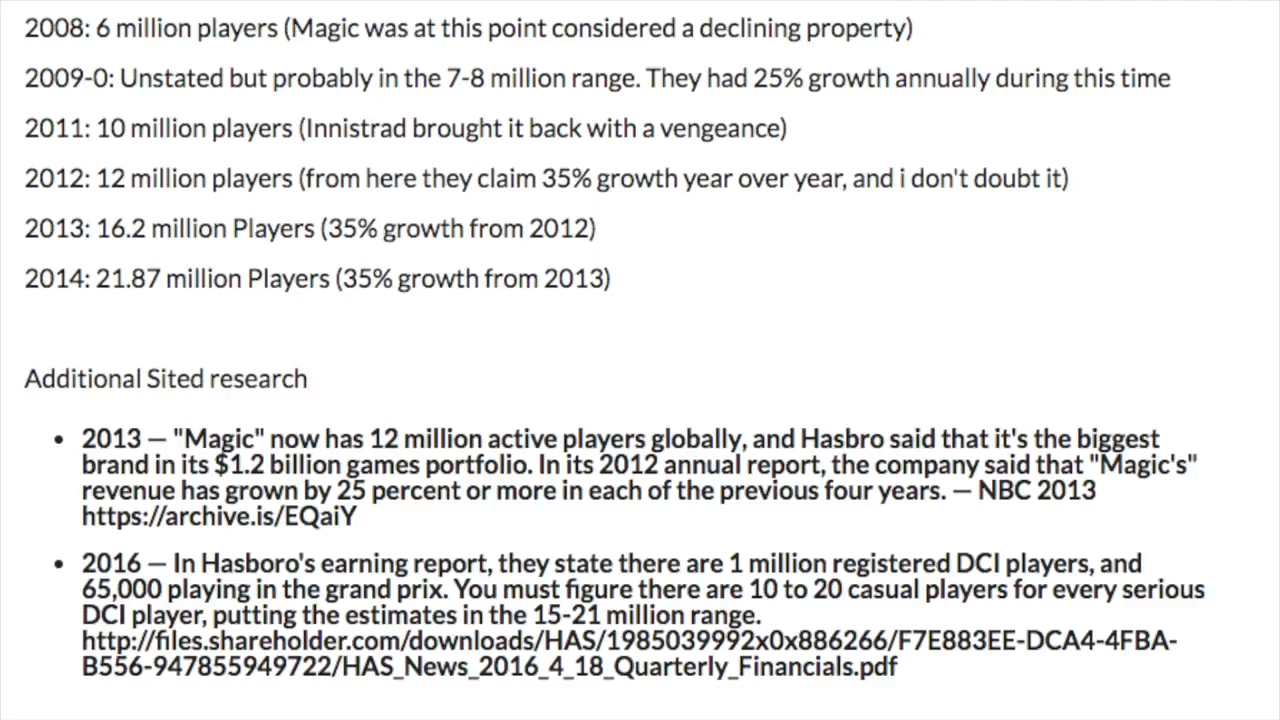 2008: 6 million players (Magic was at this point considered a declining property)
2009-0: Unstated but probably in the 7-8 million range. They had 25% growth annually during this time
2011: 10 million players (Innistrad brought it back with a vengeance)
2012: 12 million players (from here they claim 35% growth year over year, and i don't doubt it)
2013: 16.2 million Players (35% growth from 2012)
2014: 21.87 million Players (35% growth from 2013)
Additional Sited research
• 2013 — "Magic" now has 12 million active players globally, and Hasbro said that it's the biggest
brand in its $1.2 billion games portfolio. In its 2012 annual report, the company said that "Magic's"
revenue has grown by 25 percent or more in each of the previous four years. — NBC 2013
https://archive.is/EQaiY
• 2016 — In Hasboro's earning report, they state there are 1 million registered DCI players, and
65,000 playing in the grand prix. You must figure there are 10 to 20 casual players for every serious
DCI player, putting the estimates in the 15-21 million range.
http://files.shareholder.com/downloads/HAS/1985039992x0x886266/F7E883EE-DCA4-4FBA-
B556-947855949722/HAS_News_2016_4_18_Quarterly_Financials.pdf